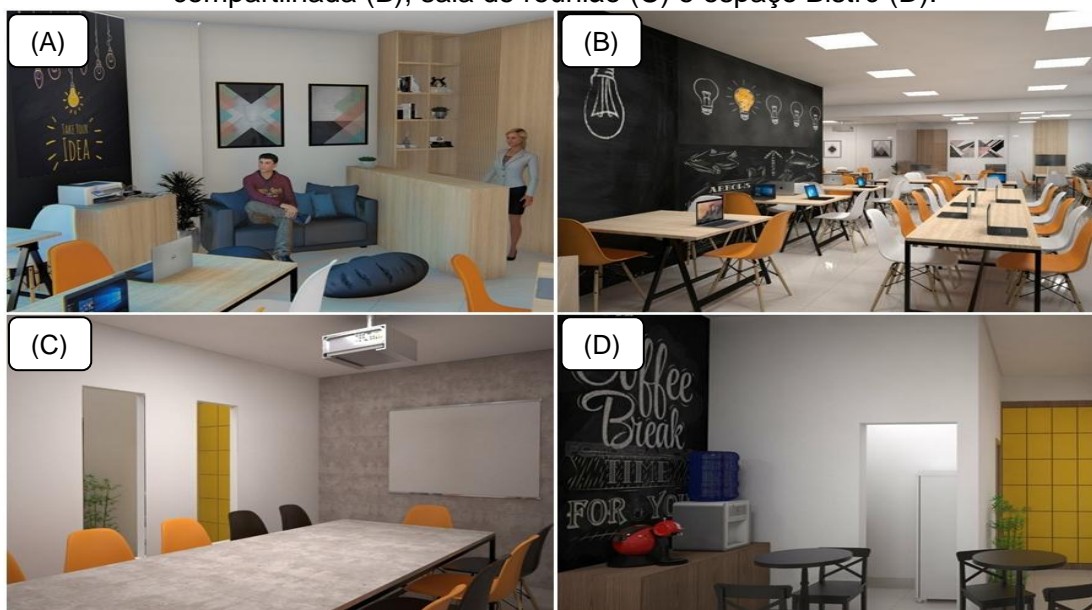 compartilhada (B), sala de reunião (C) e espaço Bistrô (D).
(A)
TAKE YOUR
IDEA
(B)
(C)
(D)
Coffee
Break
TIME
FOR YOU